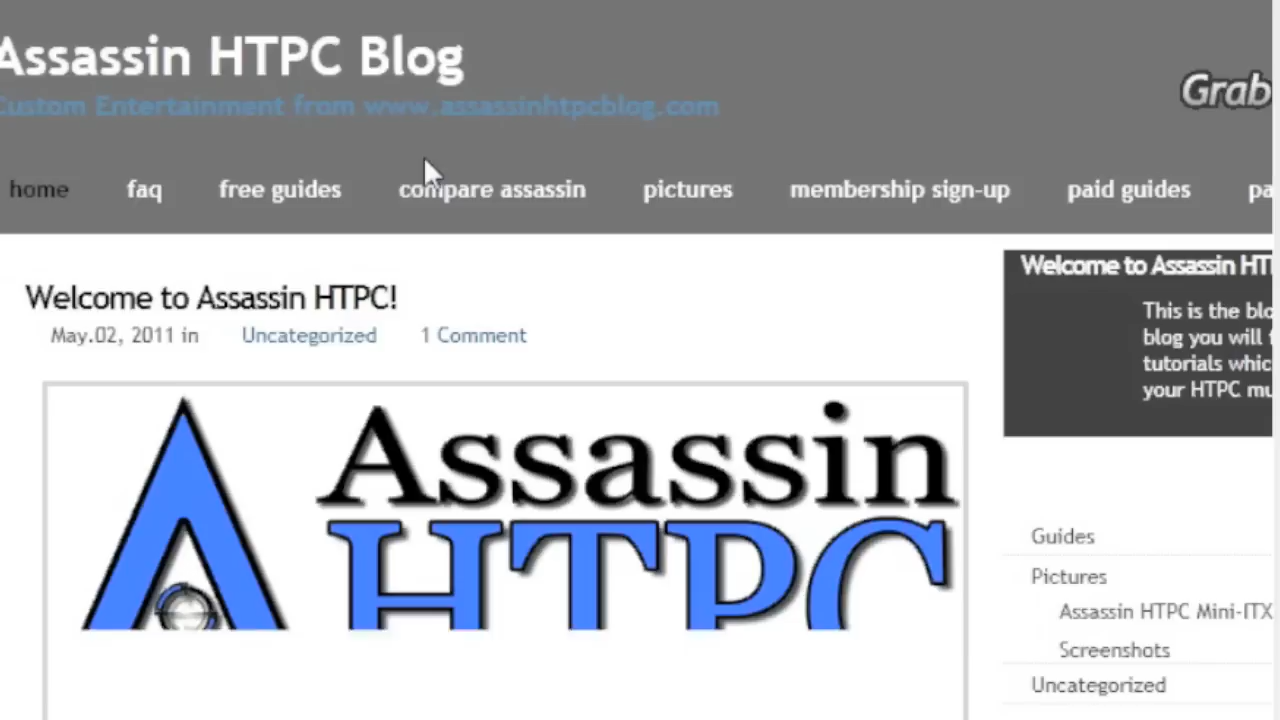 Assassin HTPC Blog
Custom Entertainment from www.assassinhtpcblog.com
Grab
home faq free guides compare assassin pictures membership sign-up paid guides pa
Welcome to Assassin HTPC!
May.02, 2011 in Uncategorized 1 Comment
Assassin
HTPC
Welcome to Assassin HT
This is the blo
blog you will
tutorials whic
your HTPC mu
Guides
Pictures
Assassin HTPC Mini-ITX
Screenshots
Uncategorized